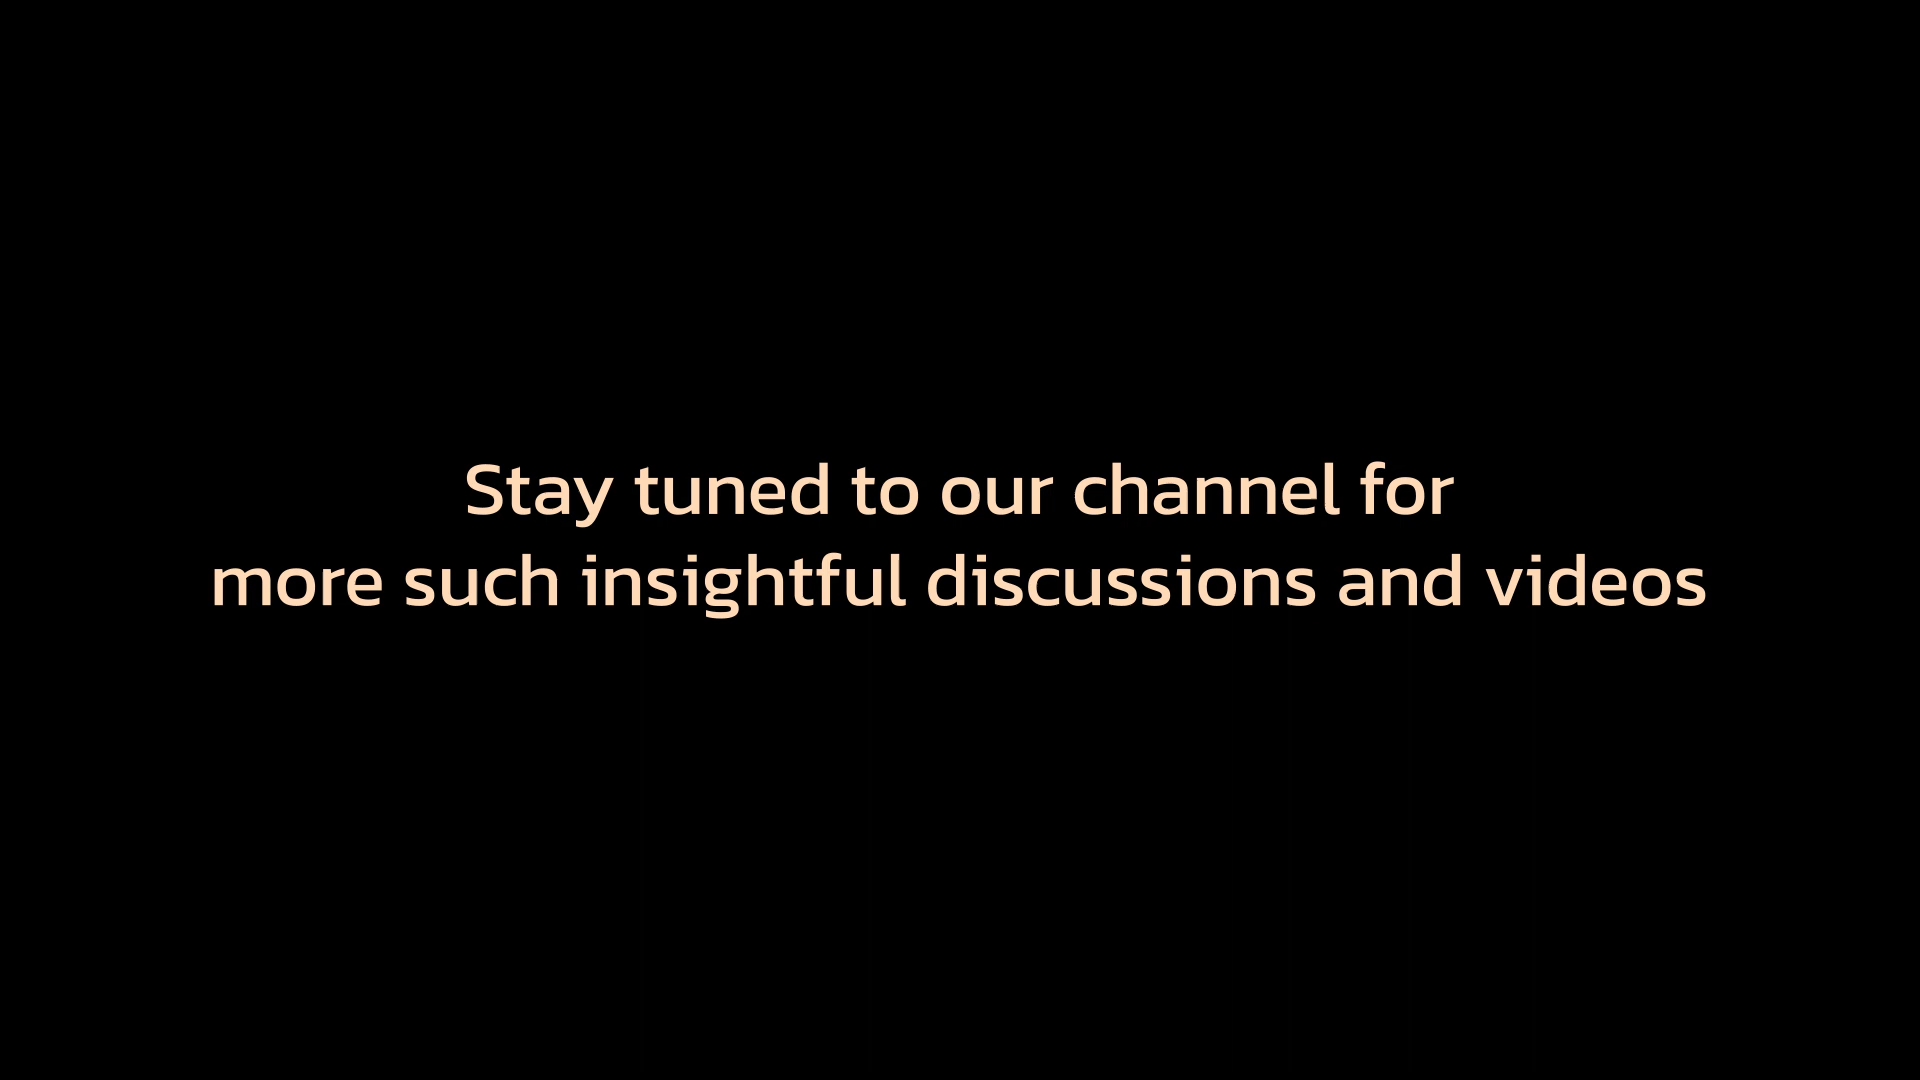 Stay tuned to our channel for
more such insightful discussions and videos